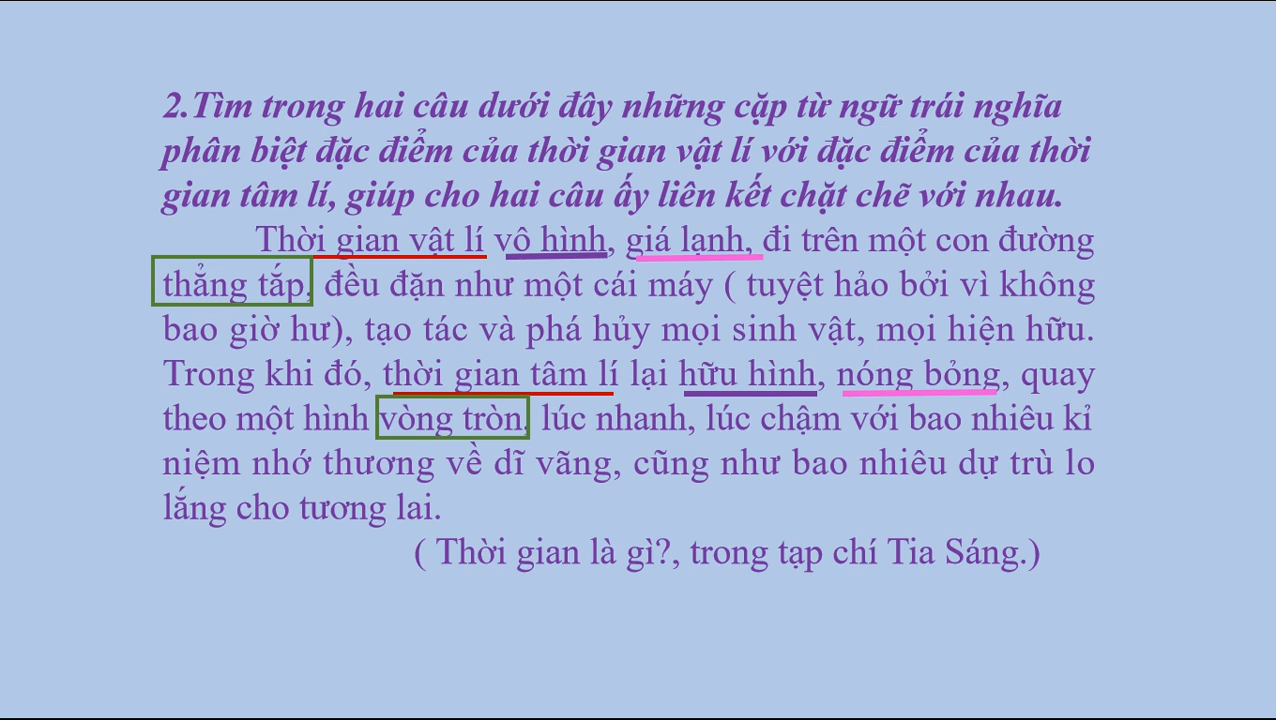 2.Tìm trong hai câu dưới đây những cặp từ ngữ trái nghĩa
phân biệt đặc điểm của thời gian vật lí với đặc điểm của thời
gian tâm lí, giúp cho hai câu ấy liên kết chặt chẽ với nhau.
Thời gian vật lí vô hình, giá lạnh, đi trên một con đường
thẳng tắp, đều đặn như một cái máy ( tuyệt hảo bởi vì không
bao giờ hư), tạo tác và phá hủy mọi sinh vật, mọi hiện hữu.
Trong khi đó, thời gian tâm lí lại hữu hình, nóng bỏng, quay
theo một hình vòng tròn, lúc nhanh, lúc chậm với bao nhiêu kỉ
niệm nhớ thương về dĩ vãng, cũng như bao nhiêu dự trù lo
lắng cho tương lai.
( Thời gian là gì?, trong tạp chí Tia Sáng.)